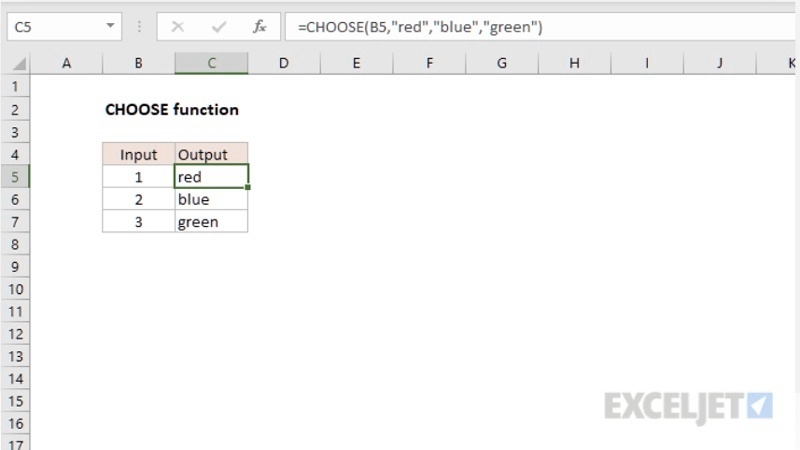 C5 fx =CHOOSE(B5,"red","blue","green")
A B C D E F G H I J K
1
2 CHOOSE function
3
4 Input Output
5 1 red
6 2 blue
7 3 green
8
9
10
11
12
13
14
15 EXCELJET
16
17